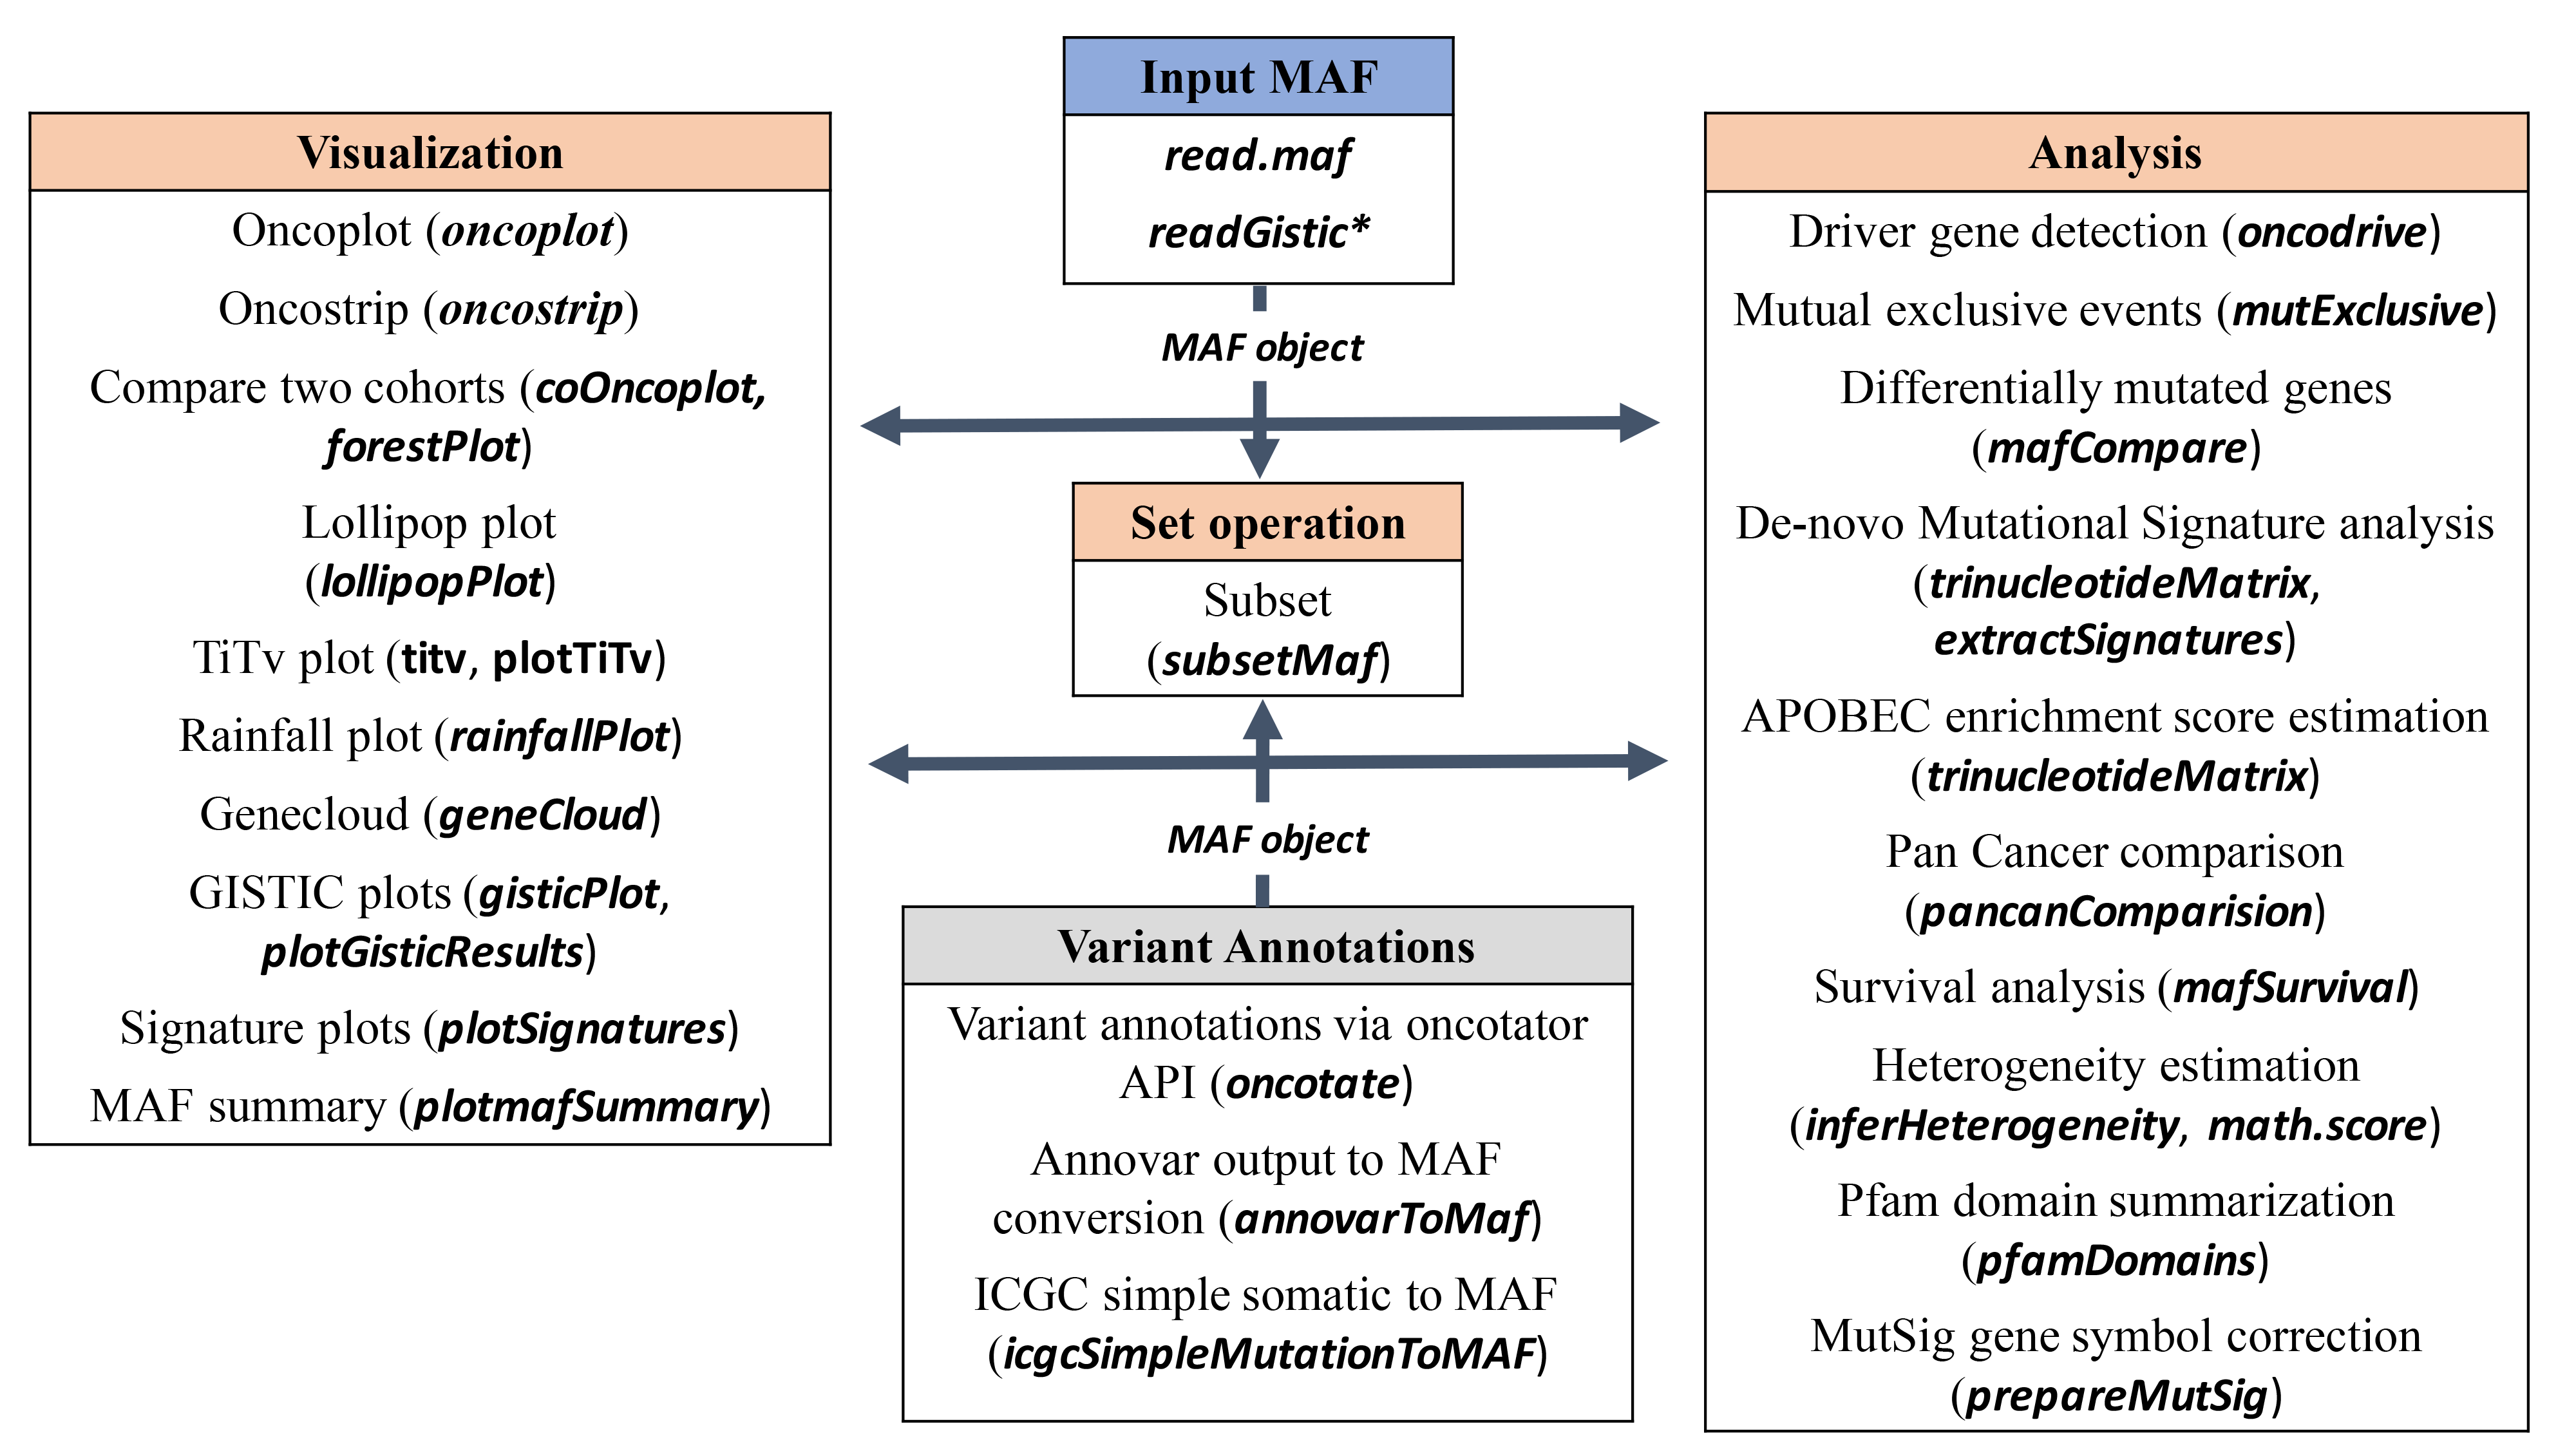 Input MAF
read.maf
readGistic*
MAF object
Visualization
Oncoplot (oncoplot)
Oncostrip (oncostrip)
Compare two cohorts (coOncoplot,
forestPlot)
Lollipop plot
(lollipopPlot)
TiTv plot (titv, plotTiTv)
Rainfall plot (rainfallPlot)
Genecloud (geneCloud)
GISTIC plots (gisticPlot,
plotGisticResults)
Signature plots (plotSignatures)
MAF summary (plotmafSummary)
Set operation
Subset
(subsetMaf)
MAF object
Variant Annotations
Variant annotations via oncotator
API (oncotate)
Annovar output to MAF
conversion (annovarToMaf)
ICGC simple somatic to MAF
(icgcSimpleMutationToMAF)
Analysis
Driver gene detection (oncodrive)
Mutual exclusive events (mutExclusive)
Differentially mutated genes
(mafCompare)
De-novo Mutational Signature analysis
(trinucleotideMatrix,
extractSignatures)
APOBEC enrichment score estimation
(trinucleotideMatrix)
Pan Cancer comparison
(pancanComparision)
Survival analysis (mafSurvival)
Heterogeneity estimation
(inferHeterogeneity, math.score)
Pfam domain summarization
(pfamDomains)
MutSig gene symbol correction
(prepareMutSig)